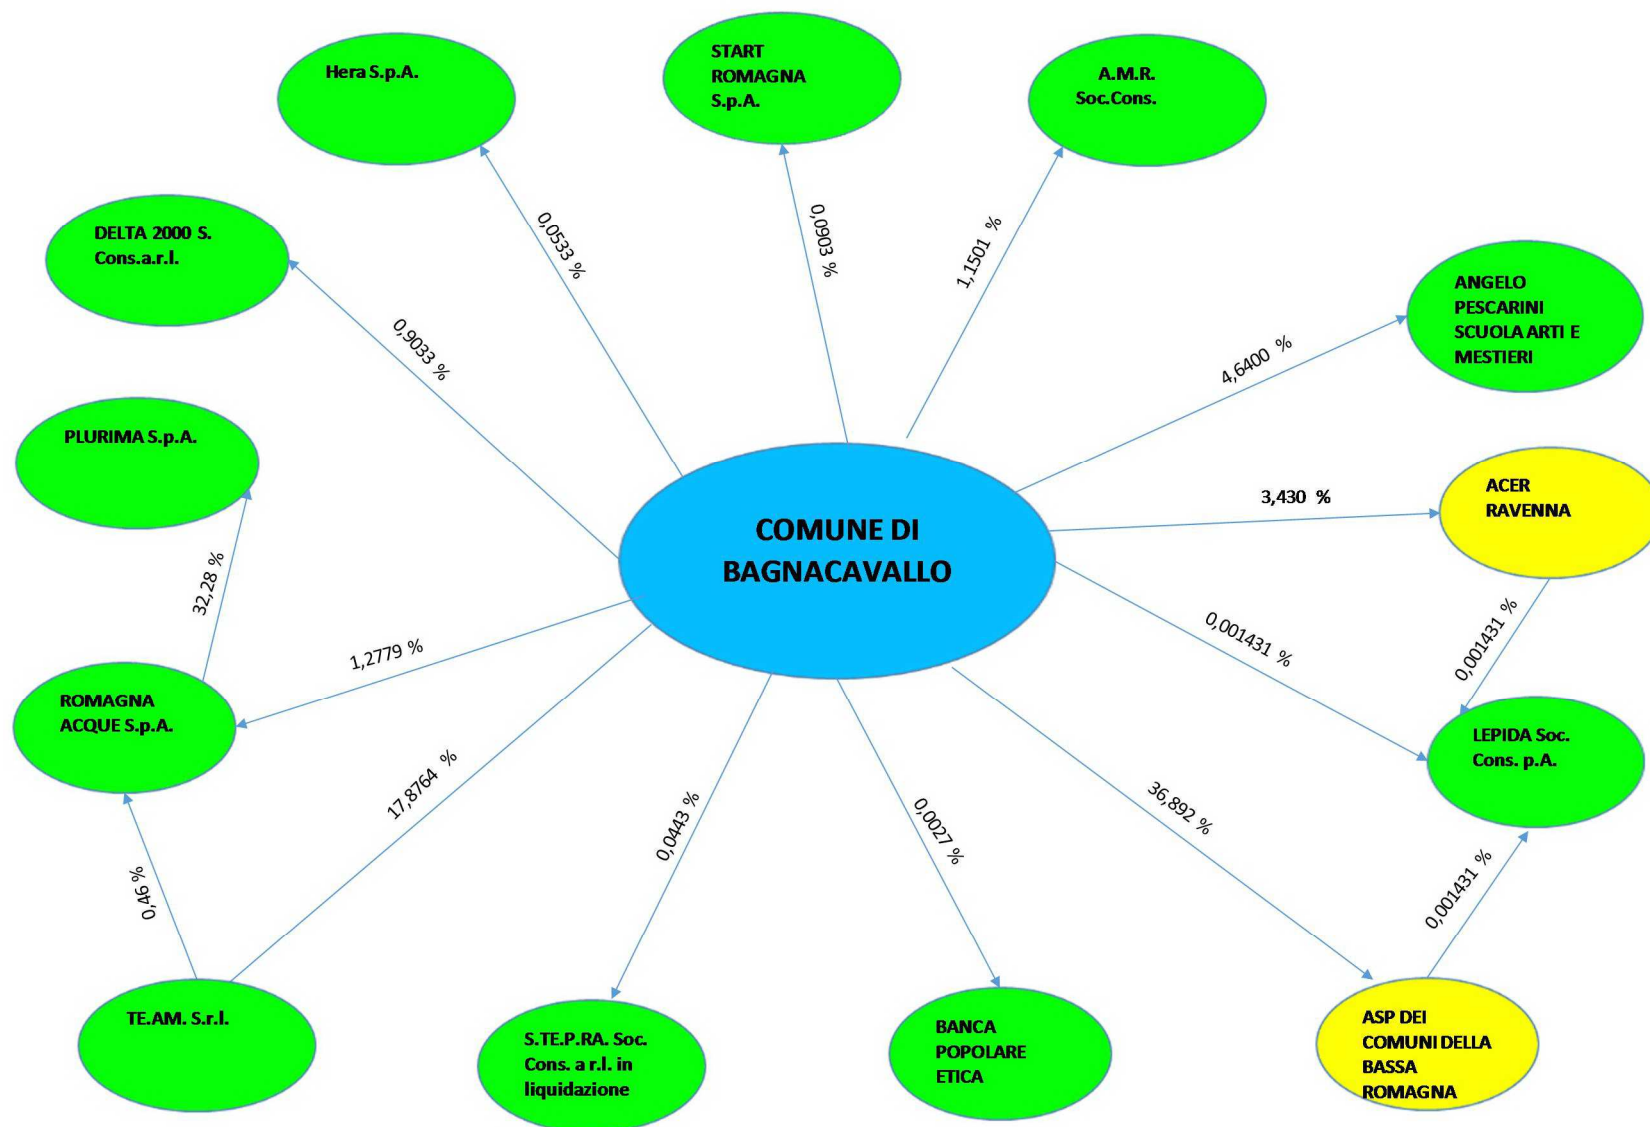 START
ROMAGNA
S.p.A.
Hera S.p.A.
A.M.R.
Soc.Cons.
DELTA 2000 S.
Cons.a.r.l.
0,0533 %
0,0903 %
1,1501 %
ANGELO
PESCARINI
SCUOLA ARTI E
MESTIERI
0,9033 %
4,6400 %
PLURIMA S.p.A.
ACER
RAVENNA
3,430 %
COMUNE DI
BAGNACAVALLO
32,28 %
1,2779 %
0,001431 %
0,001431 %
ROMAGNA
ACQUE S.p.A.
LEPIDA Soc.
Cons. p.A.
17,8764 %
0,0443 %
0,0027 %
36,892 %
0,001431 %
0,46 %
TE.AM. S.r.l.
S.TE.P.RA. Soc.
Cons. a r.l. in
liquidazione
BANCA
POPOLARE
ETICA
ASP DEI
COMUNI DELLA
BASSA
ROMAGNA